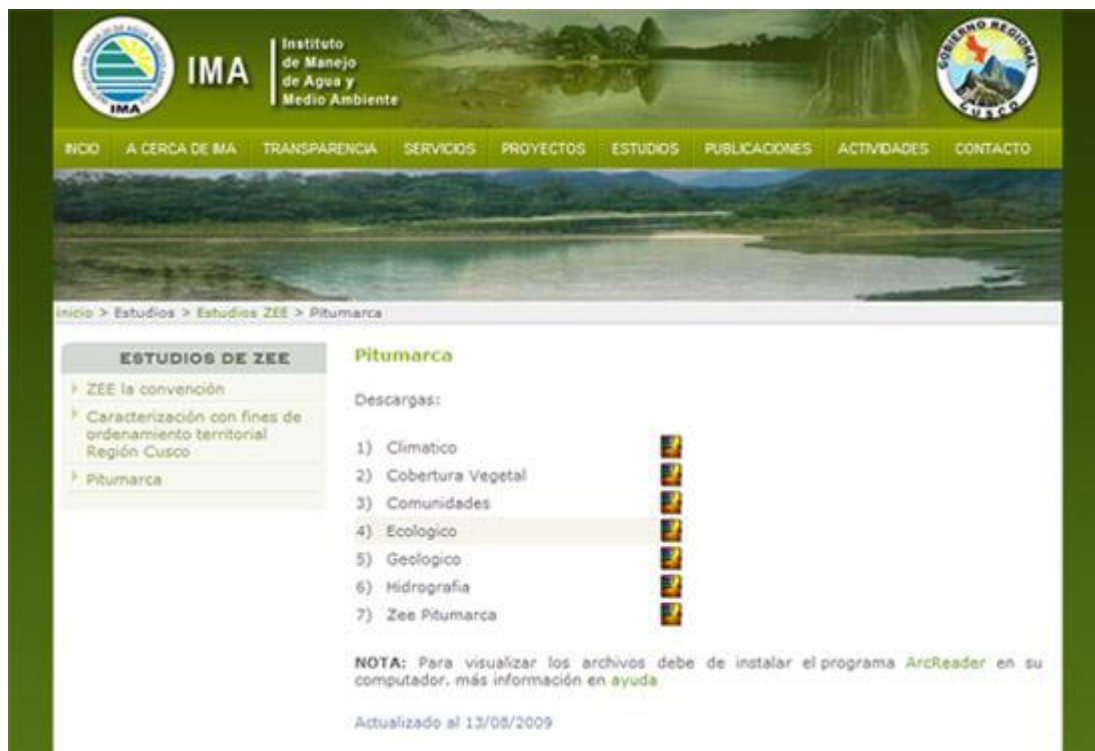 IMA
IMA
Instituto
de Manejo
de Agua y
Medio Ambiente
GOBIERNO REGIONAL
CUSCO
INICIO A CERCA DE IMA TRANSPARENCIA SERVICIOS PROYECTOS ESTUDIOS PUBLICACIONES ACTIVIDADES CONTACTO
inicio > Estudios > Estudios ZEE > Pitumarca
ESTUDIOS DE ZEE
ZEE la convención
Caracterización con fines de
ordenamiento territorial
Región Cusco
Pitumarca
Pitumarca
Descargas:
1) Climatico
2) Cobertura Vegetal
3) Comunidades
4) Ecologico
5) Geologico
6) Hidrografia
7) Zee Pitumarca
NOTA: Para visualizar los archivos debe de instalar el programa ArcReader en su
computador. más información en ayuda
Actualizado al 13/08/2009